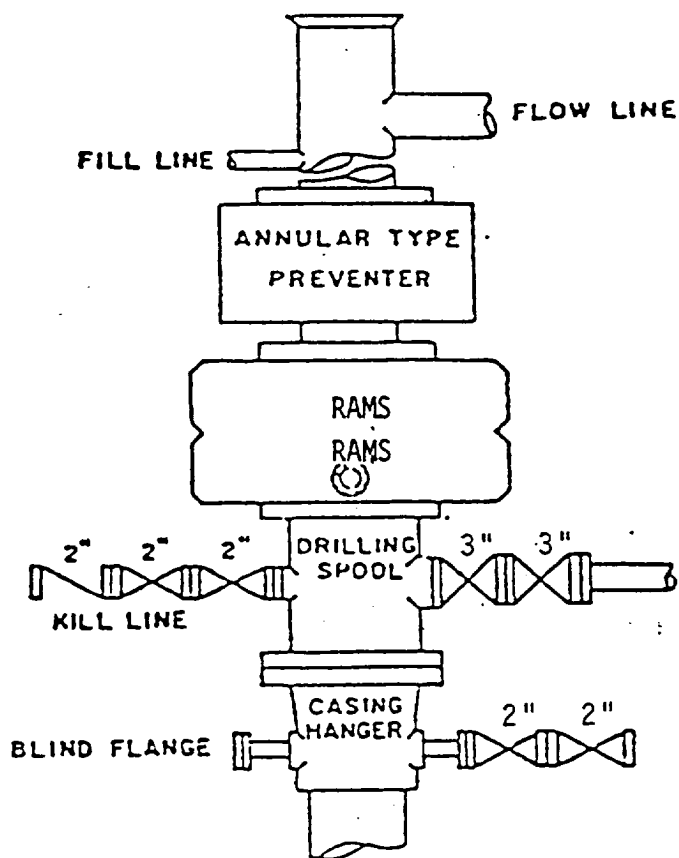 FLOW LINE
FILL LINE
ANNULAR TYPE
PREVENTER
RAMS
RAMS
2" 2" 2"
DRILLING
SPOOL
3" 3"
KILL LINE
CASING
HANGER
2" 2"
BLIND FLANGE